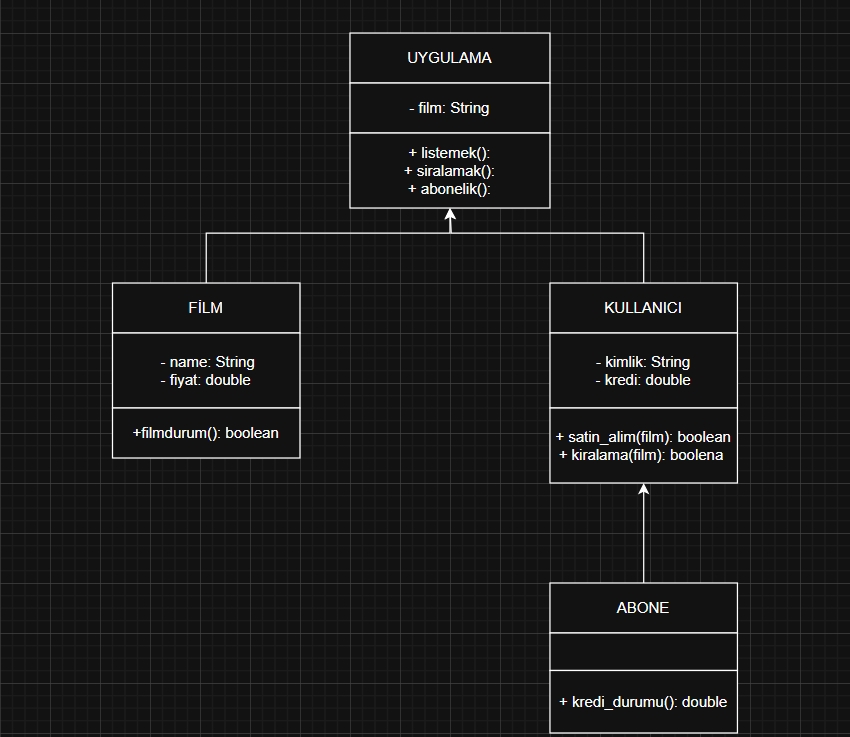 UYGULAMA
- film: String
+ listemek():
+ siralamak():
+ abonelik():
FİLM
- name: String
- fiyat: double
+filmdurum(): boolean
KULLANICI
- kimlik: String
- kredi: double
+ satin_alim(film): boolean
+ kiralama(film): boolena
ABONE
+ kredi_durumu(): double